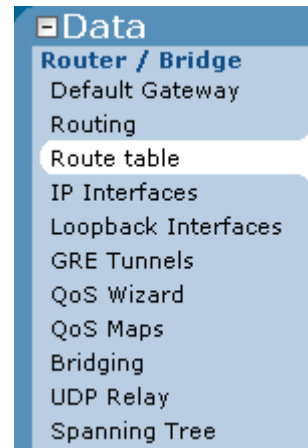 Data
Router / Bridge
Default Gateway
Routing
Route table
IP Interfaces
Loopback Interfaces
GRE Tunnels
QoS Wizard
QoS Maps
Bridging
UDP Relay
Spanning Tree